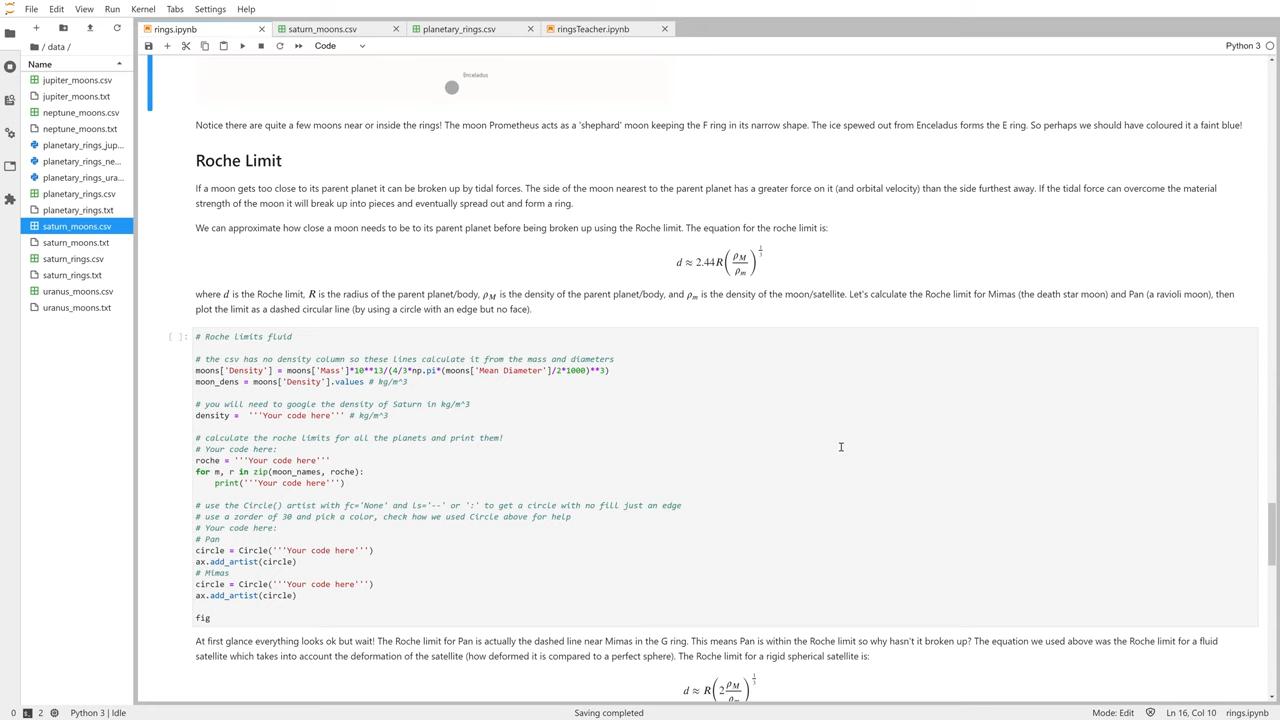 File Edit View Run Kernel Tabs Settings Help
rings.ipynb
saturn_moons.csv
planetary_rings.csv
ringsTeacher.ipynb
/ data /
Code
Python 3
Name
jupiter_moons.csv
jupiter_moons.txt
neptune_moons.csv
neptune_moons.txt
planetary_rings_jup...
planetary_rings_ne...
planetary_rings_ura...
planetary_rings.csv
planetary_rings.txt
saturn_moons.csv
saturn_moons.txt
saturn_rings.csv
saturn_rings.txt
uranus_moons.csv
uranus_moons.txt
Enceladus
Notice there are quite a few moons near or inside the rings! The moon Prometheus acts as a 'shephard' moon keeping the F ring in its narrow shape. The ice spewed out from Enceladus forms the E ring. So perhaps we should have coloured it a faint blue!
Roche Limit
If a moon gets too close to its parent planet it can be broken up by tidal forces. The side of the moon nearest to the parent planet has a greater force on it (and orbital velocity) than the side furthest away. If the tidal force can overcome the material
strength of the moon it will break up into pieces and eventually spread out and form a ring.
We can approximate how close a moon needs to be to its parent planet before being broken up using the Roche limit. The equation for the roche limit is:
d ≈ 2.44R(ρM/ρm)^1/3
where d is the Roche limit, R is the radius of the parent planet/body, ρM is the density of the parent planet/body, and ρm is the density of the moon/satellite. Let's calculate the Roche limit for Mimas (the death star moon) and Pan (a ravioli moon), then
plot the limit as a dashed circular line (by using a circle with an edge but no face).
[ ]:
# Roche limits fluid
# the csv has no density column so these lines calculate it from the mass and diameters
moons['Density'] = moons['Mass']*10**13/(4/3*np.pi*(moons['Mean Diameter']/2*1000)**3)
moon_dens = moons['Density'].values # kg/m^3
# you will need to google the density of Saturn in kg/m^3
density =  '''Your code here''' # kg/m^3
# calculate the roche limits for all the planets and print them!
# Your code here:
roche = '''Your code here'''
for m, r in zip(moon_names, roche):
    print('''Your code here''')
# use the Circle() artist with fc='None' and ls='--' or ':' to get a circle with no fill just an edge
# use a zorder of 30 and pick a color, check how we used Circle above for help
# Your code here:
# Pan
circle = Circle('''Your code here''')
ax.add_artist(circle)
# Mimas
circle = Circle('''Your code here''')
ax.add_artist(circle)
fig
At first glance everything looks ok but wait! The Roche limit for Pan is actually the dashed line near Mimas in the G ring. This means Pan is within the Roche limit so why hasn't it broken up? The equation we used above was the Roche limit for a fluid
satellite which takes into account the deformation of the satellite (how deformed it is compared to a perfect sphere). The Roche limit for a rigid spherical satellite is:
d ≈ R(2ρM/ρm)^1/3
0
2
Python 3 | Idle
Saving completed
Mode: Edit
Ln 16, Col 10
rings.ipynb